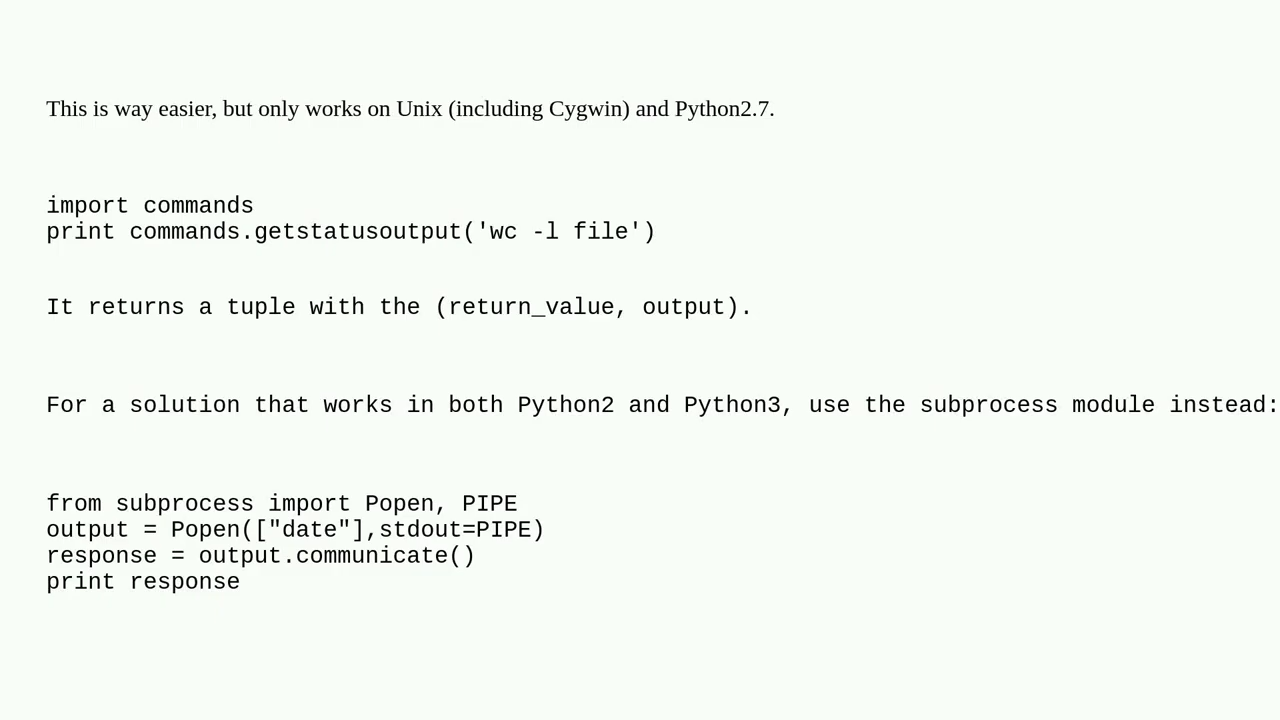 This is way easier, but only works on Unix (including Cygwin) and Python2.7.
import commands
print commands.getstatusoutput('wc -l file')
It returns a tuple with the (return_value, output).
For a solution that works in both Python2 and Python3, use the subprocess module instead:
from subprocess import Popen, PIPE
output = Popen(["date"],stdout=PIPE)
response = output.communicate()
print response